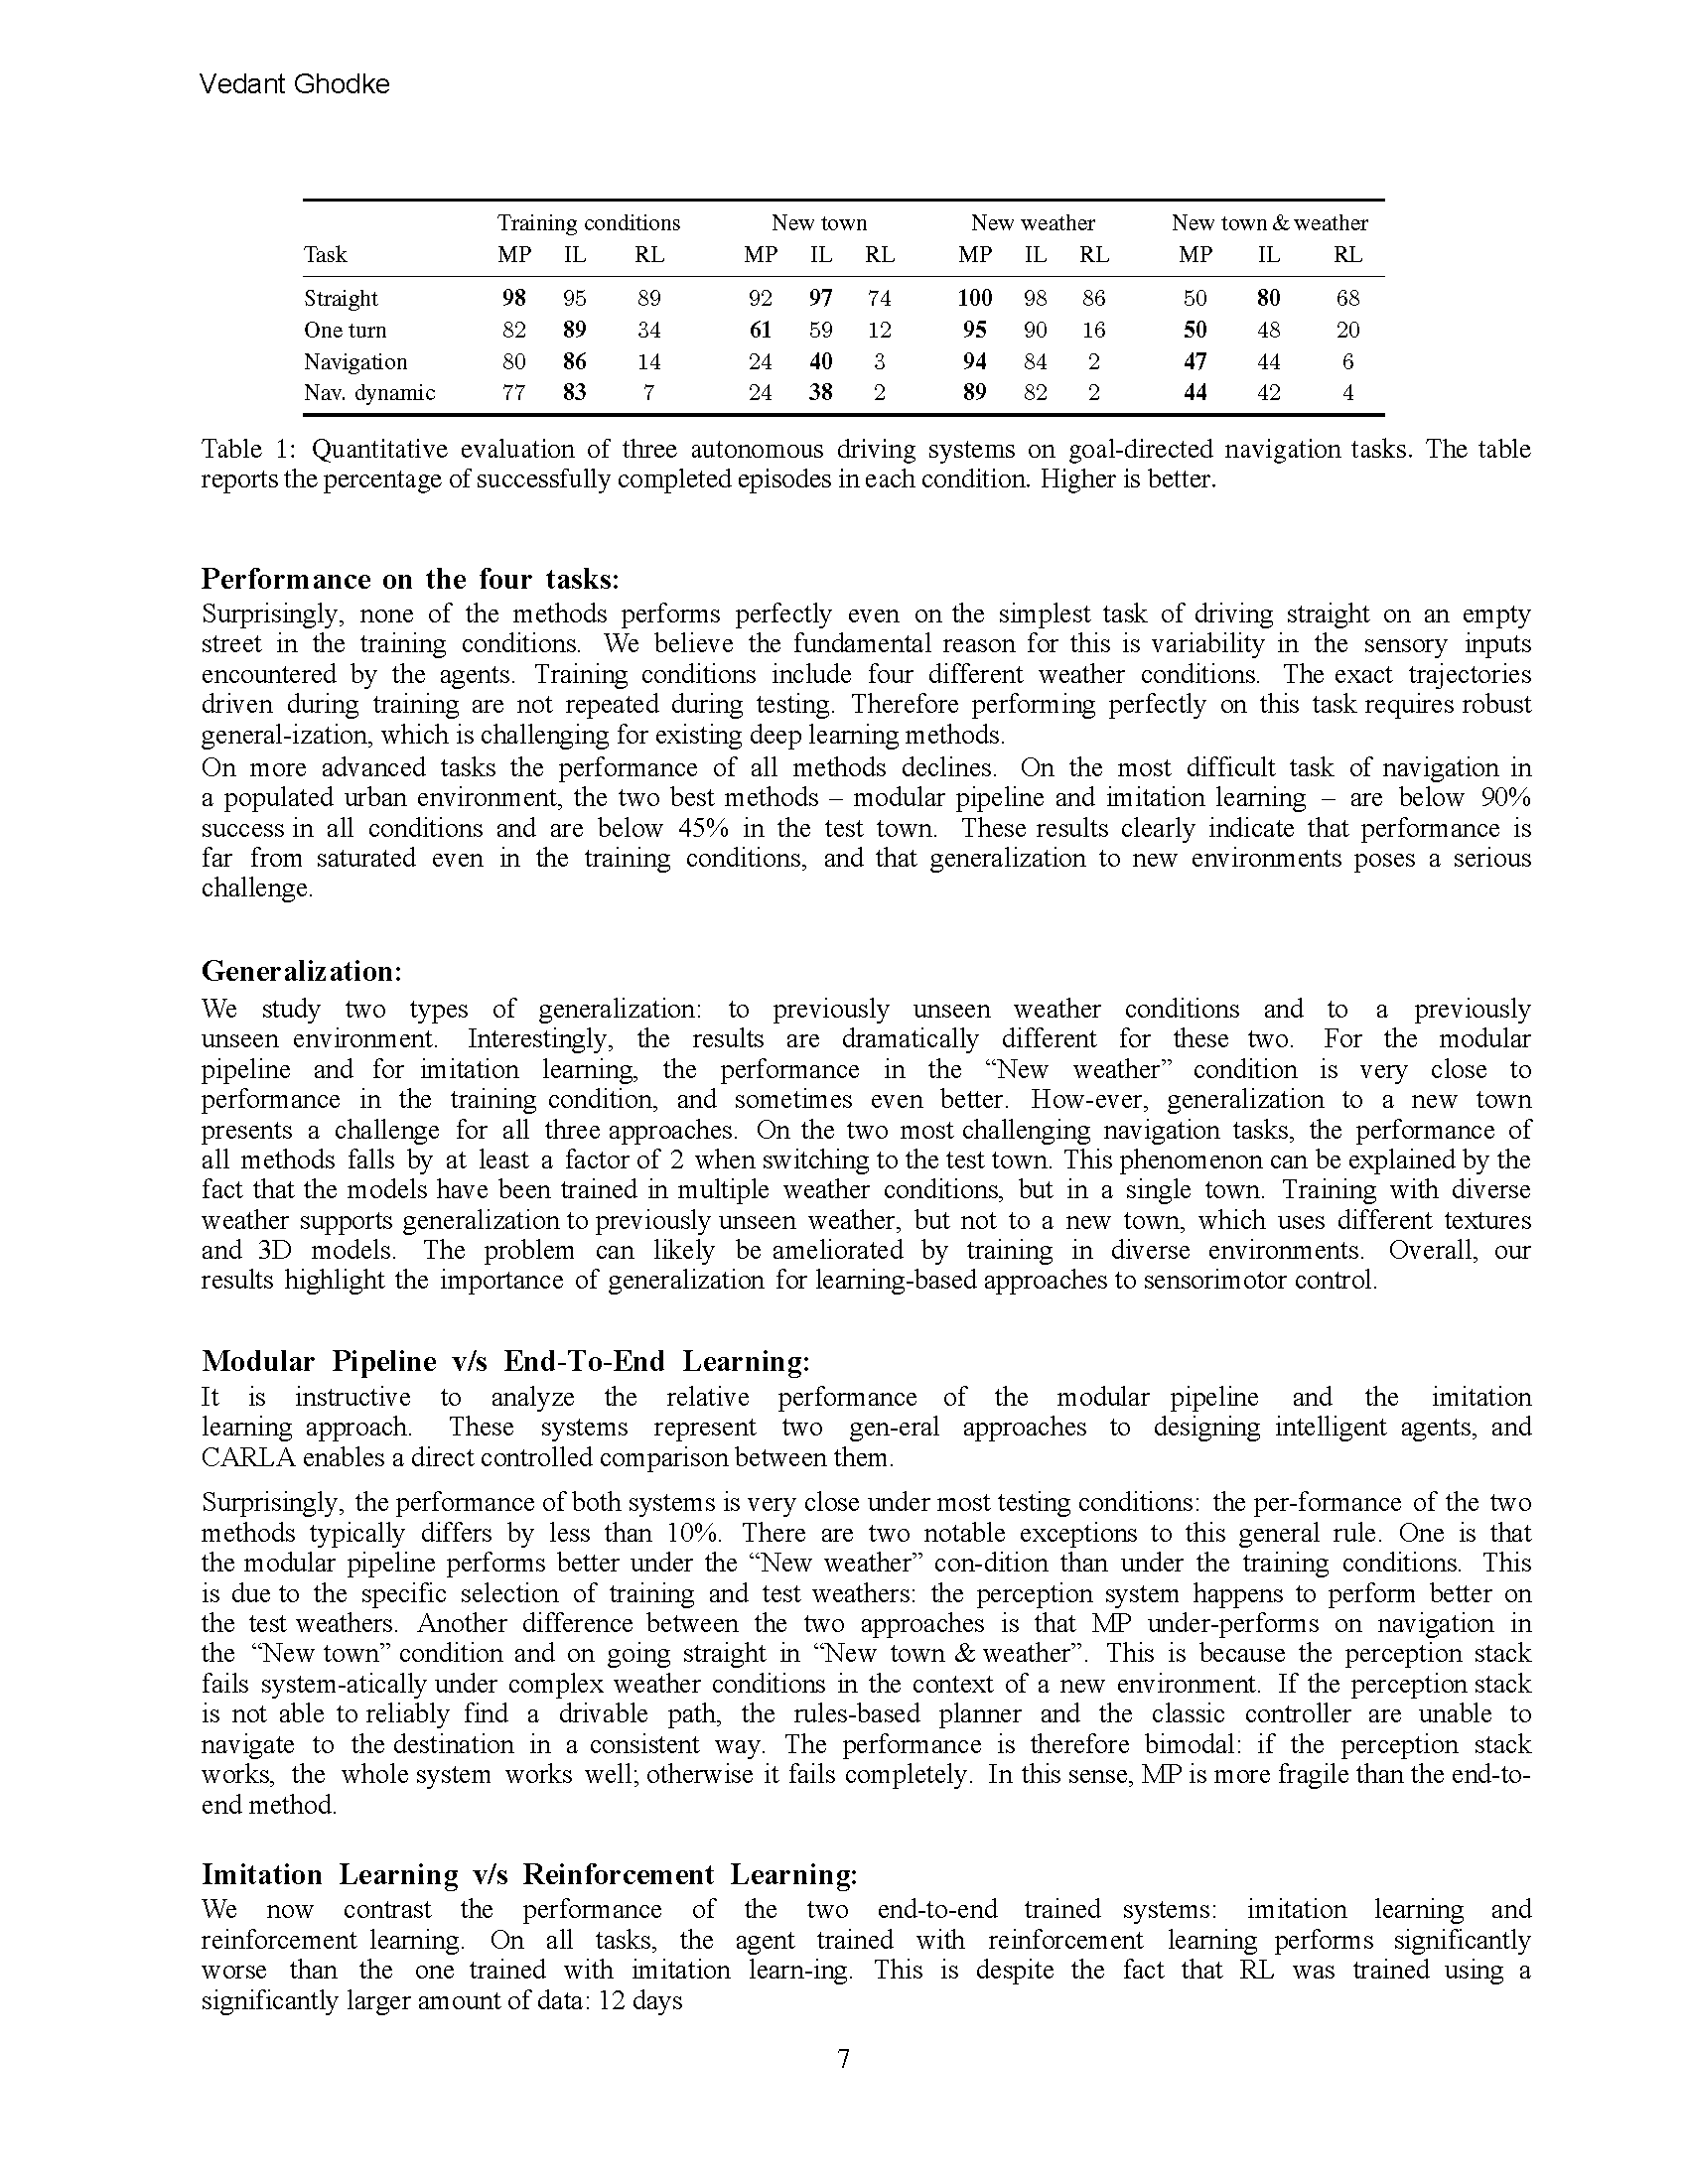 Vedant Ghodke
Training conditions New town New weather New town & weather
Task MP IL RL MP IL RL MP IL RL MP IL RL
Straight 98 95 89 92 97 74 100 98 86 50 80 68
One turn 82 89 34 61 59 12 95 90 16 50 48 20
Navigation 80 86 14 24 40 3 94 84 2 47 44 6
Nav. dynamic 77 83 7 24 38 2 89 82 2 44 42 4
Table 1: Quantitative evaluation of three autonomous driving systems on goal-directed navigation tasks. The table
reports the percentage of successfully completed episodes in each condition. Higher is better.
Performance on the four tasks:
Surprisingly, none of the methods performs perfectly even on the simplest task of driving straight on an empty
street in the training conditions. We believe the fundamental reason for this is variability in the sensory inputs
encountered by the agents. Training conditions include four different weather conditions. The exact trajectories
driven during training are not repeated during testing. Therefore performing perfectly on this task requires robust
general-ization, which is challenging for existing deep learning methods.
On more advanced tasks the performance of all methods declines. On the most difficult task of navigation in
a populated urban environment, the two best methods – modular pipeline and imitation learning – are below 90%
success in all conditions and are below 45% in the test town. These results clearly indicate that performance is
far from saturated even in the training conditions, and that generalization to new environments poses a serious
challenge.
Generalization:
We study two types of generalization: to previously unseen weather conditions and to a previously
unseen environment. Interestingly, the results are dramatically different for these two. For the modular
pipeline and for imitation learning, the performance in the “New weather” condition is very close to
performance in the training condition, and sometimes even better. How-ever, generalization to a new town
presents a challenge for all three approaches. On the two most challenging navigation tasks, the performance of
all methods falls by at least a factor of 2 when switching to the test town. This phenomenon can be explained by the
fact that the models have been trained in multiple weather conditions, but in a single town. Training with diverse
weather supports generalization to previously unseen weather, but not to a new town, which uses different textures
and 3D models. The problem can likely be ameliorated by training in diverse environments. Overall, our
results highlight the importance of generalization for learning-based approaches to sensorimotor control.
Modular Pipeline v/s End-To-End Learning:
It is instructive to analyze the relative performance of the modular pipeline and the imitation
learning approach. These systems represent two gen-eral approaches to designing intelligent agents, and
CARLA enables a direct controlled comparison between them.
Surprisingly, the performance of both systems is very close under most testing conditions: the per-formance of the two
methods typically differs by less than 10%. There are two notable exceptions to this general rule. One is that
the modular pipeline performs better under the “New weather” con-dition than under the training conditions. This
is due to the specific selection of training and test weathers: the perception system happens to perform better on
the test weathers. Another difference between the two approaches is that MP under-performs on navigation in
the “New town” condition and on going straight in “New town & weather”. This is because the perception stack
fails system-atically under complex weather conditions in the context of a new environment. If the perception stack
is not able to reliably find a drivable path, the rules-based planner and the classic controller are unable to
navigate to the destination in a consistent way. The performance is therefore bimodal: if the perception stack
works, the whole system works well; otherwise it fails completely. In this sense, MP is more fragile than the end-to-
end method.
Imitation Learning v/s Reinforcement Learning:
We now contrast the performance of the two end-to-end trained systems: imitation learning and
reinforcement learning. On all tasks, the agent trained with reinforcement learning performs significantly
worse than the one trained with imitation learn-ing. This is despite the fact that RL was trained using a
significantly larger amount of data: 12 days
7